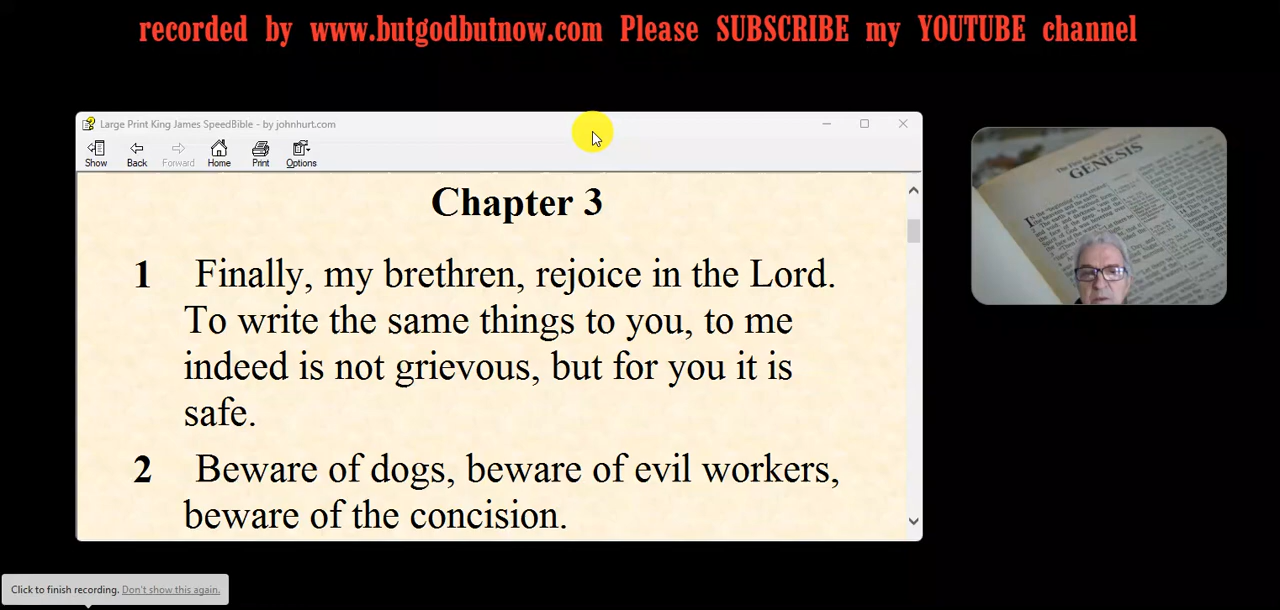 recorded by www.butgodbutnow.com Please SUBSCRIBE my YOUTUBE channel
Large Print King James SpeedBible - by johnhurt.com
Show Back Forward Home Print Options
Chapter 3
1 Finally, my brethren, rejoice in the Lord.
To write the same things to you, to me
indeed is not grievous, but for you it is
safe.
2 Beware of dogs, beware of evil workers,
beware of the concision.
GENESIS
Click to finish recording. Don't show this again.